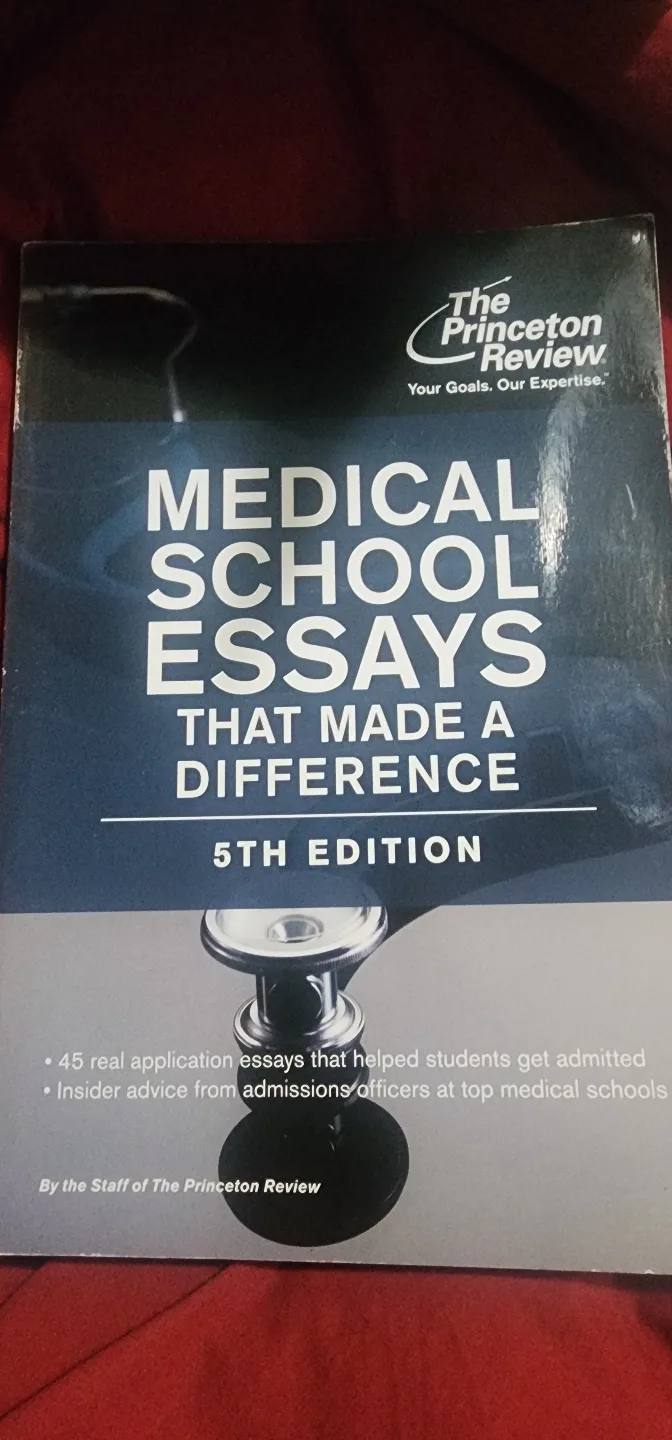 The
Princeton
Review®
Your Goals. Our Expertise.™
MEDICAL
SCHOOL
ESSAYS
THAT MADE A
DIFFERENCE
5TH EDITION
• 45 real application essays that helped students get admitted
• Insider advice from admissions officers at top medical schools
By the Staff of The Princeton Review